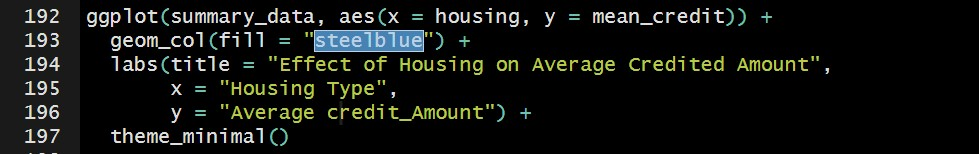 192 ggplot(summary_data, aes(x = housing, y = mean_credit)) +
193 geom_col(fill = "steelblue") +
194 labs(title = "Effect of Housing on Average Credited Amount",
195 x = "Housing Type",
196 y = "Average credit_Amount") +
197 theme_minimal()